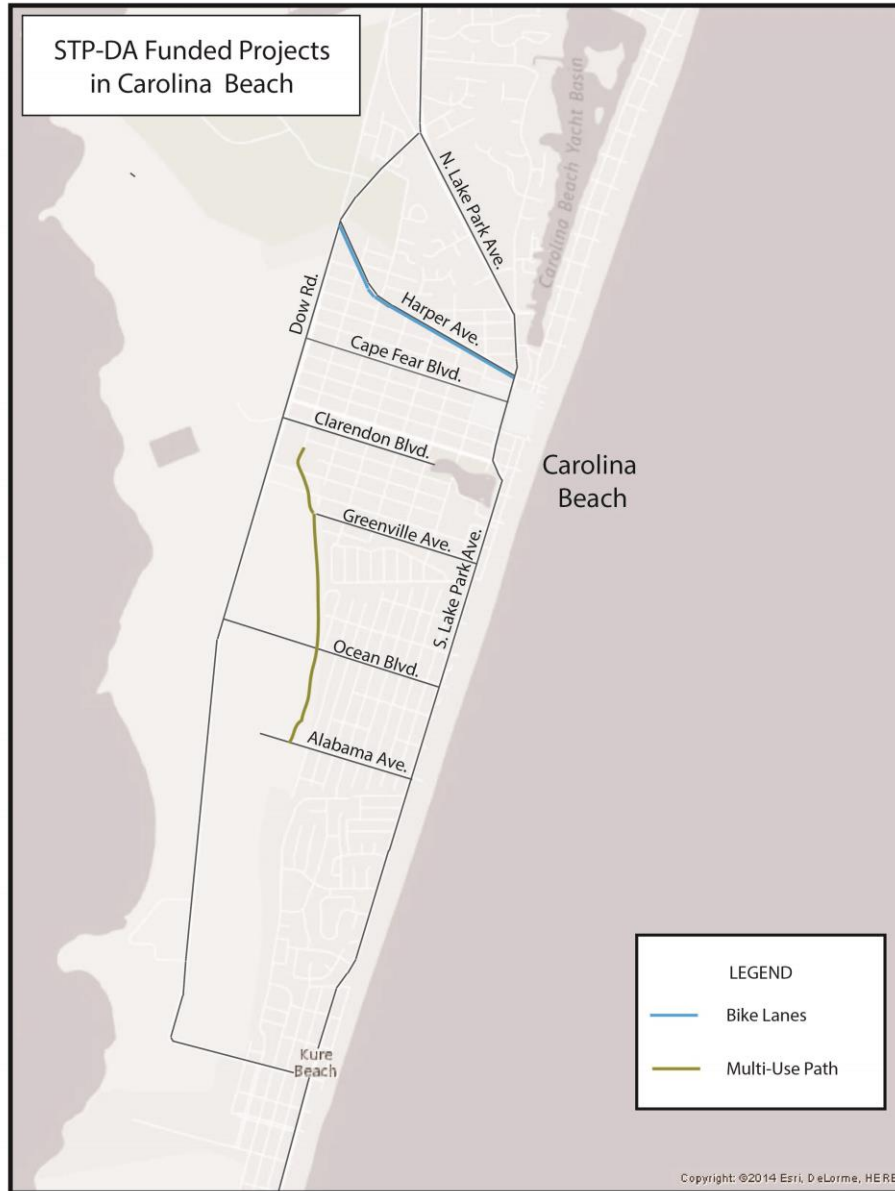 STP-DA Funded Projects
in Carolina Beach
Carolina Beach Yacht Basin
N. Lake Park Ave.
Dow Rd.
Harper Ave.
Cape Fear Blvd.
Clarendon Blvd.
Carolina
Beach
Greenville Ave.
S. Lake Park Ave.
Ocean Blvd.
Alabama Ave.
Kure
Beach
LEGEND
Bike Lanes
Multi-Use Path
Copyright: ©2014 Esri, DeLorme, HERE